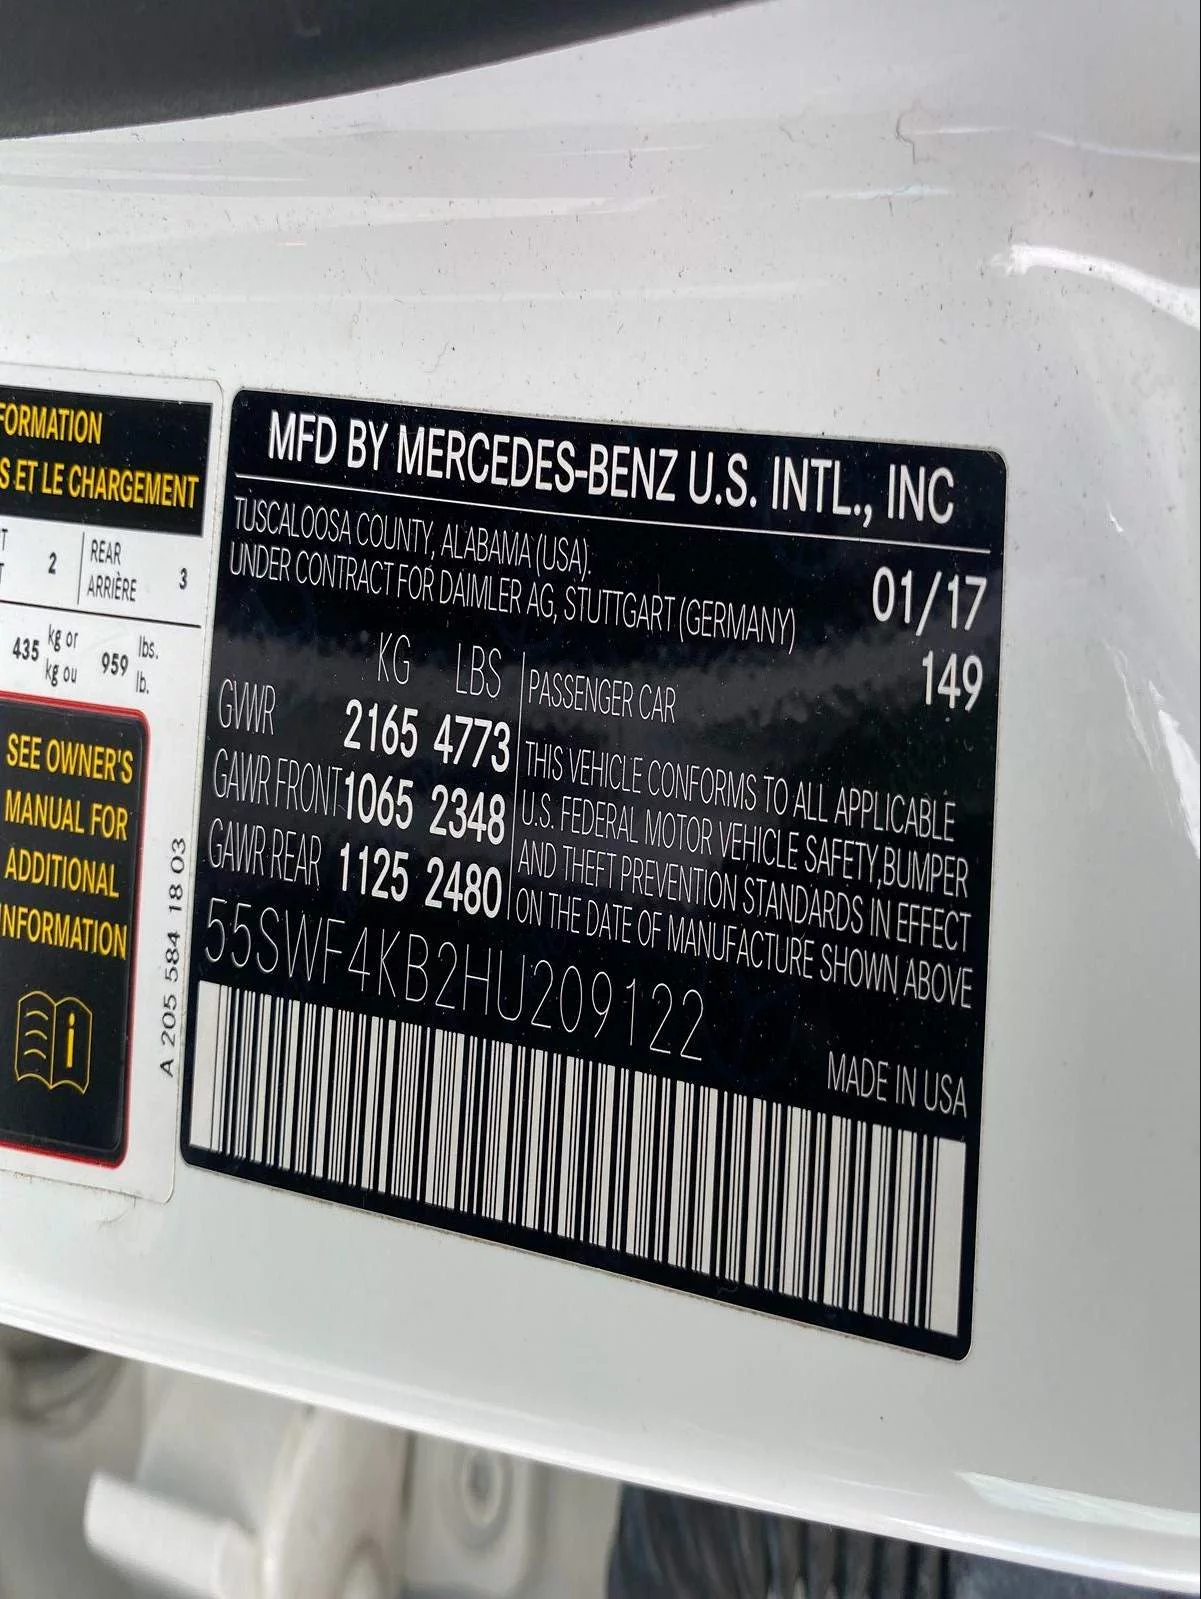 FORMATION
S ET LE CHARGEMENT
2 REAR 3
ARRIÈRE
435 kg or 959 lbs.
kg ou lb.
SEE OWNER'S
MANUAL FOR
ADDITIONAL
INFORMATION
i
A 205 584 18 03
MFD BY MERCEDES-BENZ U.S. INTL., INC
TUSCALOOSA COUNTY, ALABAMA (USA).
UNDER CONTRACT FOR DAIMLER AG, STUTTGART (GERMANY)
01/17
149
KG LBS
GVWR 2165 4773
GAWR FRONT 1065 2348
GAWR REAR 1125 2480
PASSENGER CAR
THIS VEHICLE CONFORMS TO ALL APPLICABLE
U.S. FEDERAL MOTOR VEHICLE SAFETY,BUMPER
AND THEFT PREVENTION STANDARDS IN EFFECT
ON THE DATE OF MANUFACTURE SHOWN ABOVE
55SWF4KB2HU209122
MADE IN USA